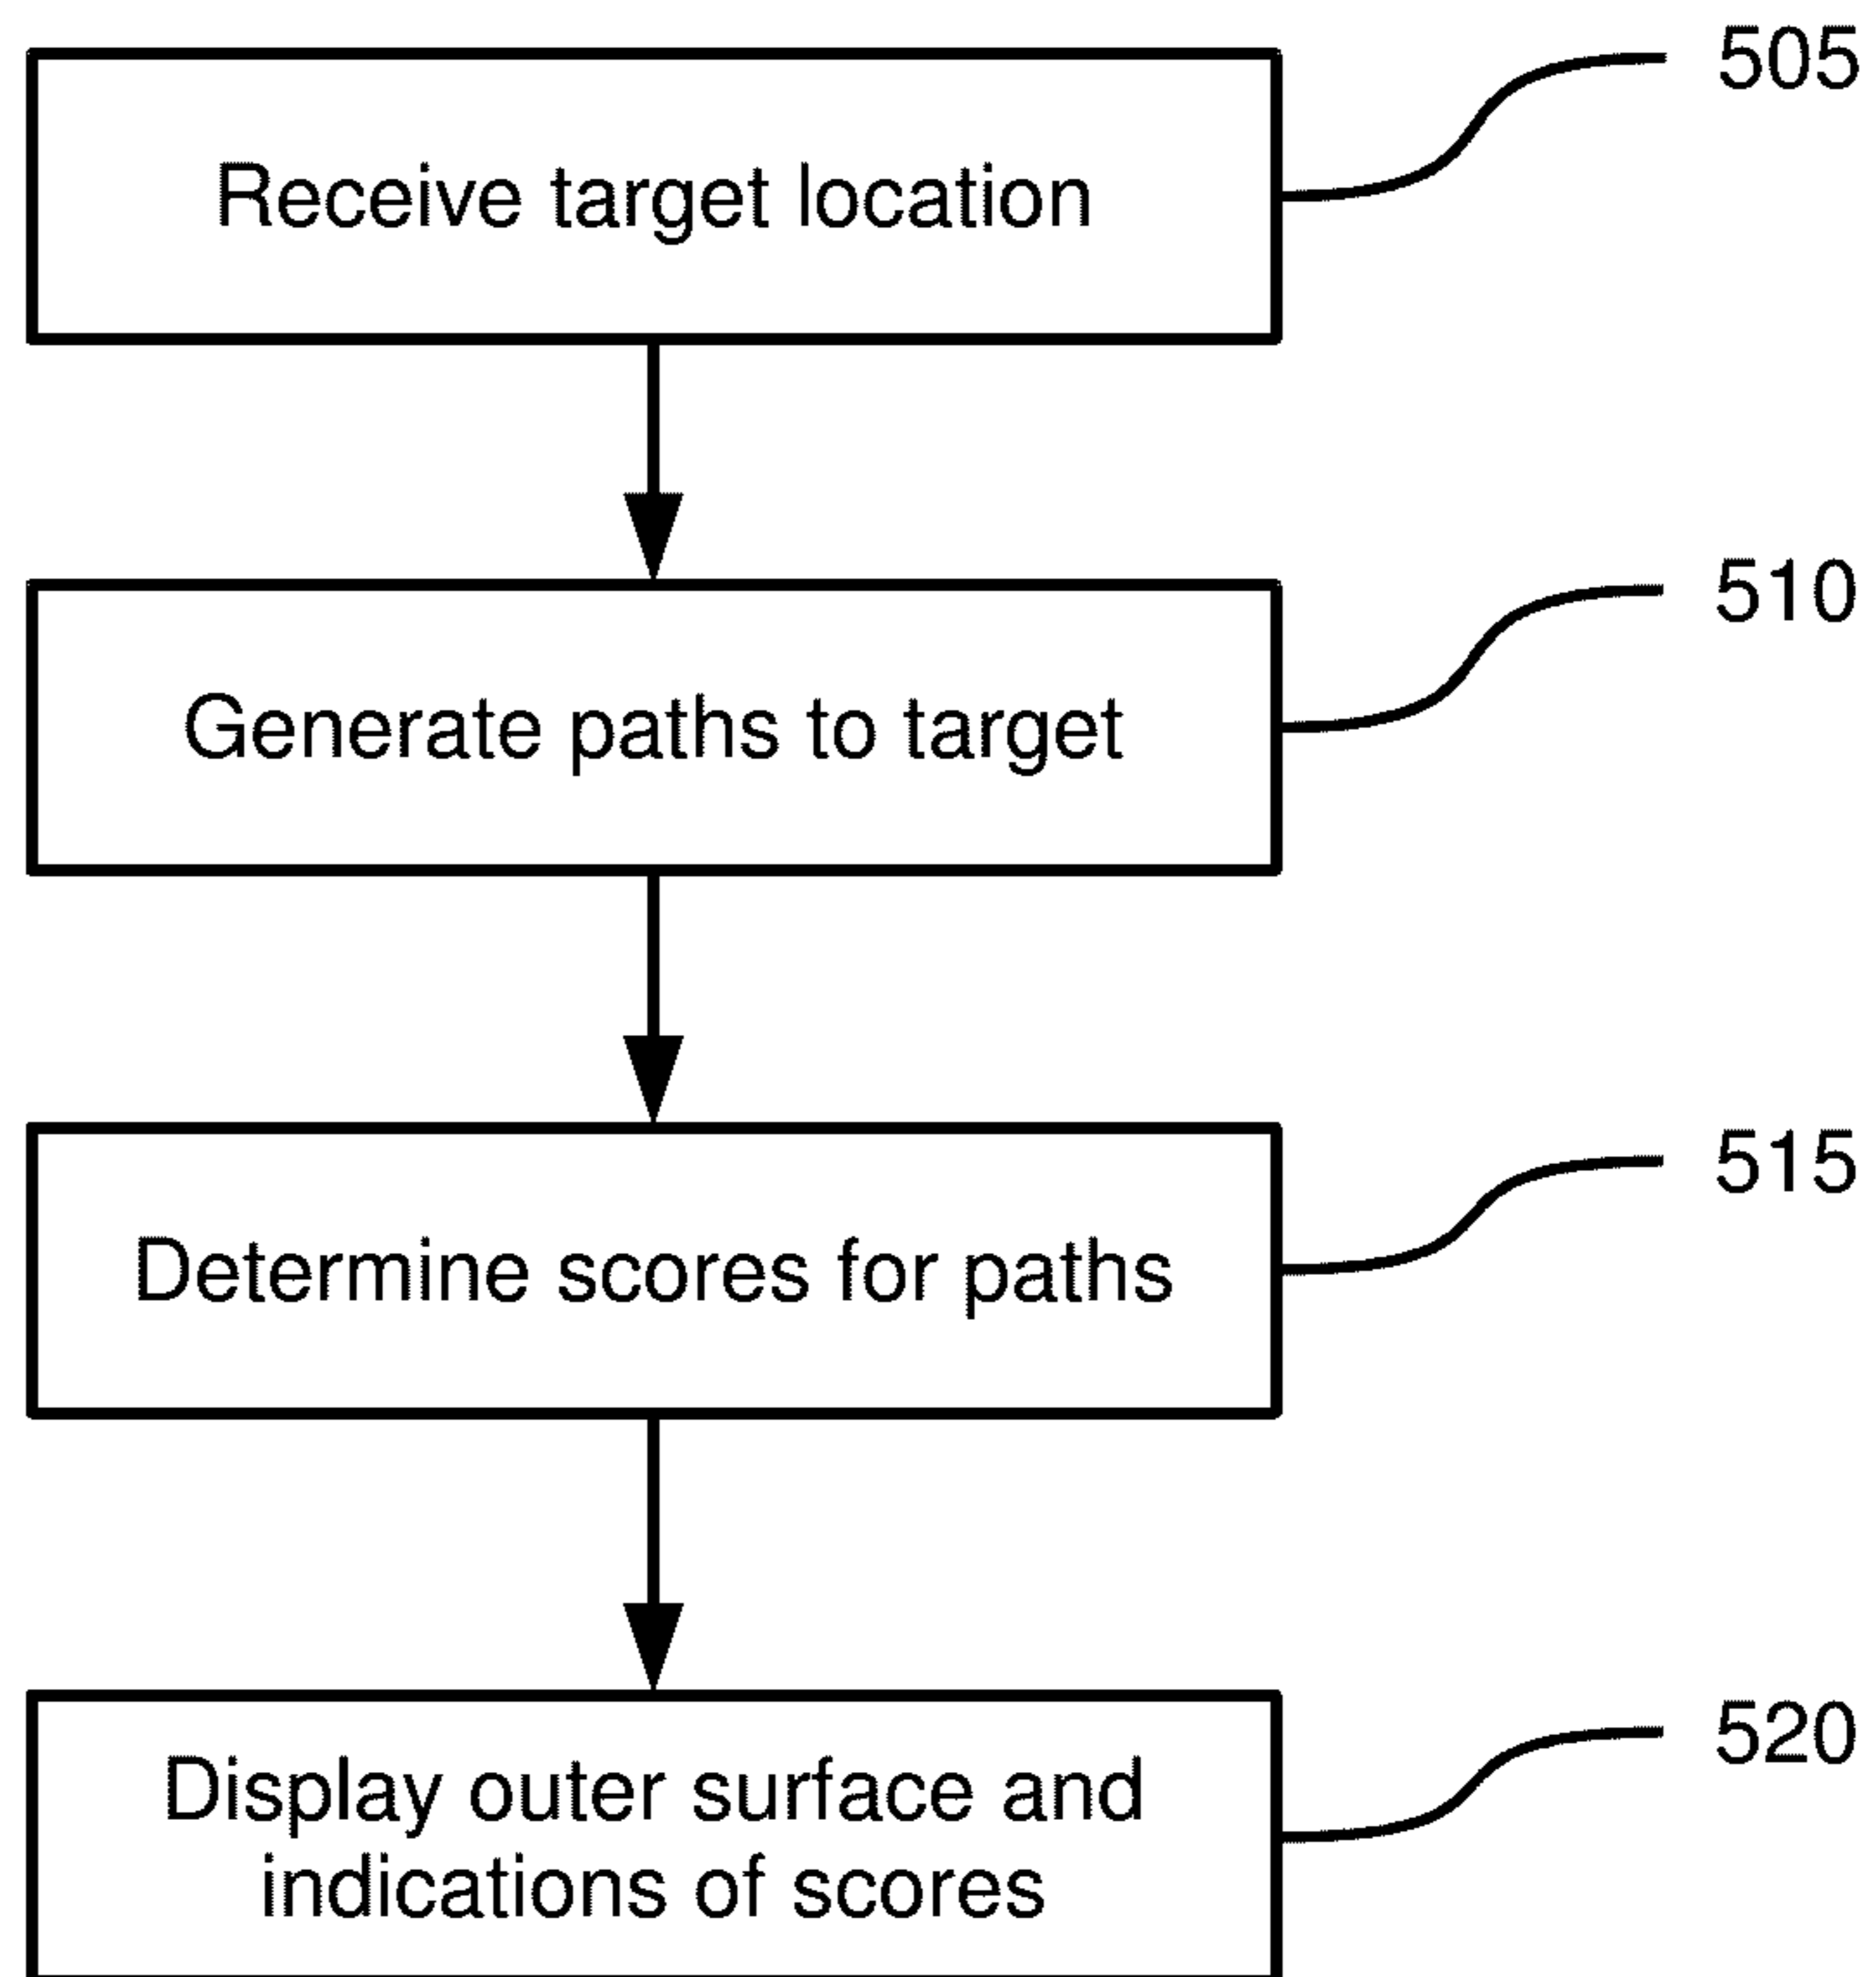 505
Receive target location
510
Generate paths to target
515
Determine scores for paths
520
Display outer surface and
indications of scores